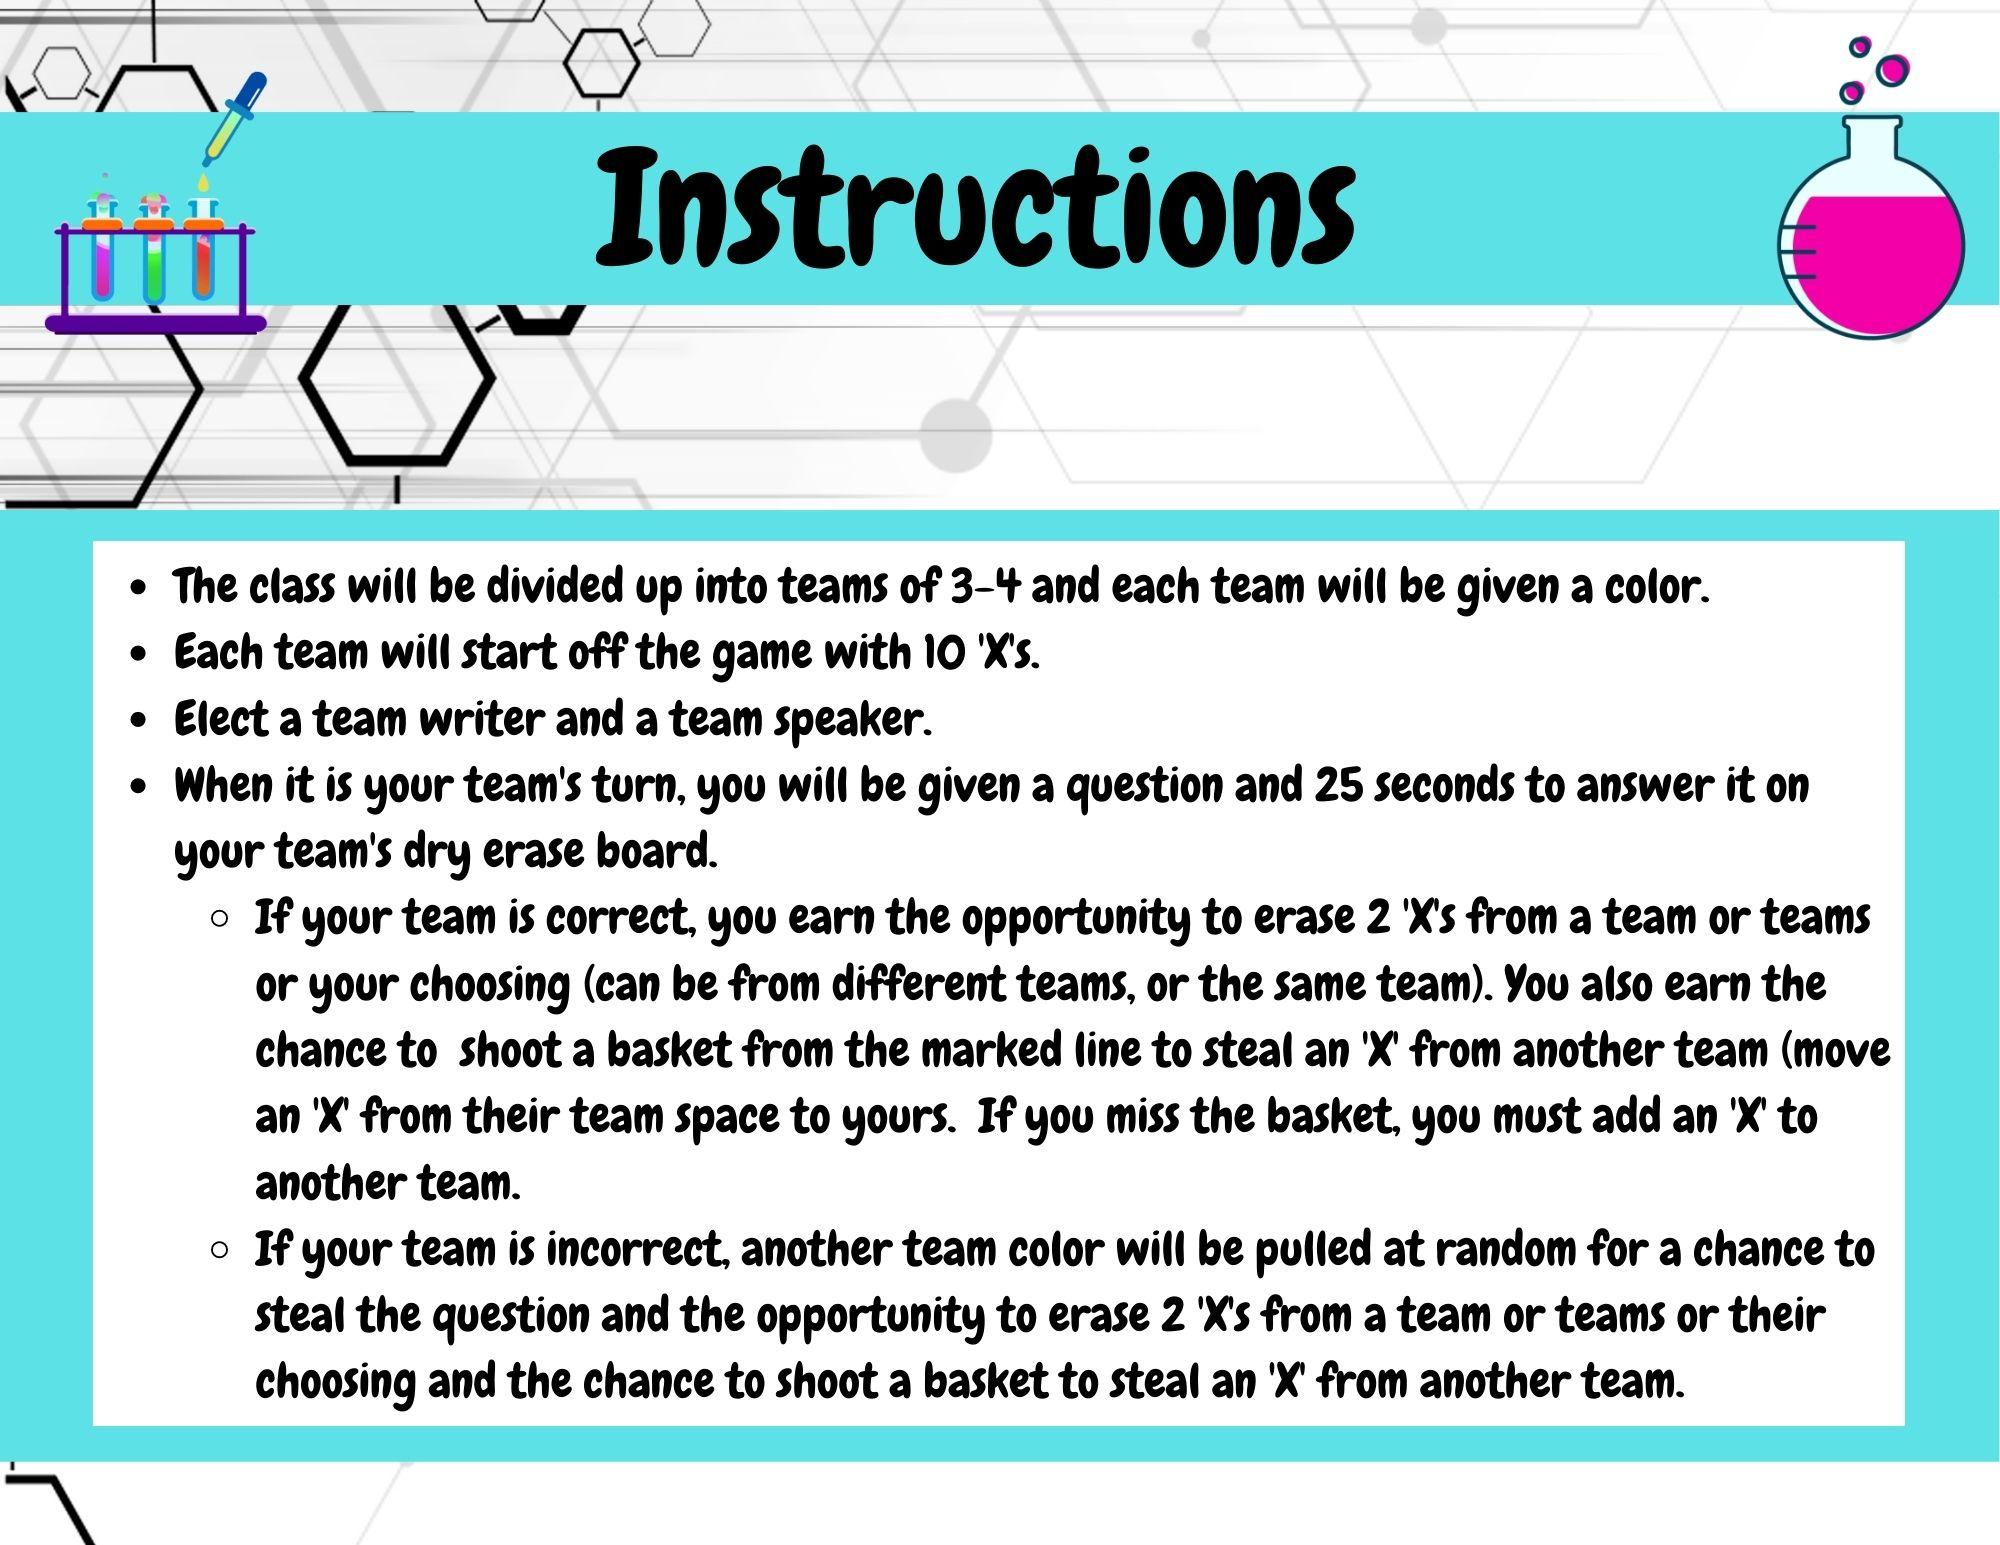 Instructions
• The class will be divided up into teams of 3-4 and each team will be given a color.
• Each team will start off the game with 10 'X's.
• Elect a team writer and a team speaker.
• When it is your team's turn, you will be given a question and 25 seconds to answer it on
your team's dry erase board.
○ If your team is correct, you earn the opportunity to erase 2 'X's from a team or teams
or your choosing (can be from different teams, or the same team). You also earn the
chance to  shoot a basket from the marked line to steal an 'X' from another team (move
an 'X' from their team space to yours.  If you miss the basket, you must add an 'X' to
another team.
○ If your team is incorrect, another team color will be pulled at random for a chance to
steal the question and the opportunity to erase 2 'X's from a team or teams or their
choosing and the chance to shoot a basket to steal an 'X' from another team.